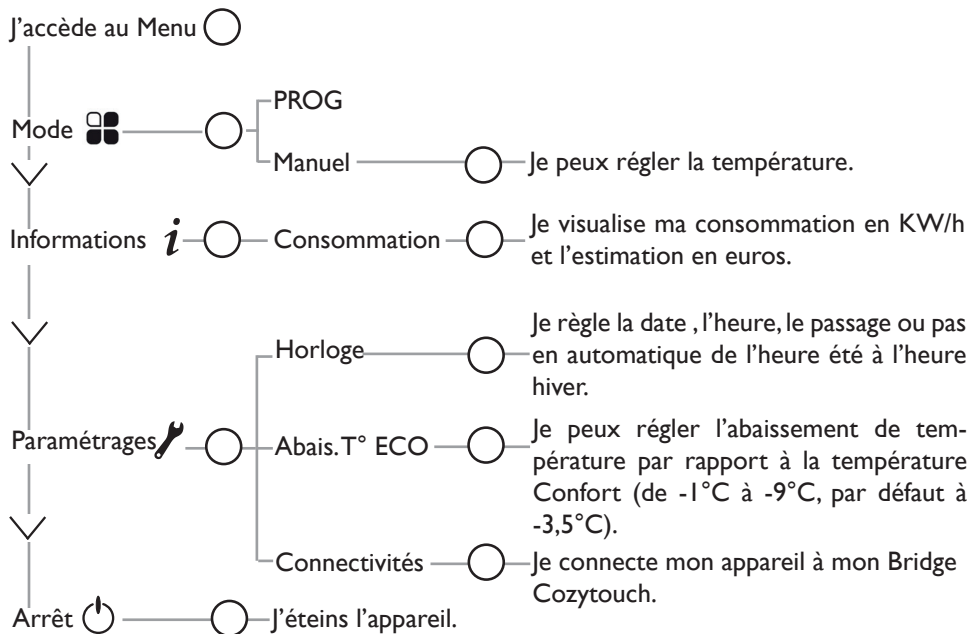 J'accède au Menu
Mode
PROG
Manuel
Je peux régler la température.
Informations i
Consommation
Je visualise ma consommation en KW/h
et l'estimation en euros.
Horloge
Je règle la date , l'heure, le passage ou pas
en automatique de l'heure été à l'heure
hiver.
Paramétrages
Abais. T° ECO
Je peux régler l'abaissement de tem-
pérature par rapport à la température
Confort (de -1°C à -9°C, par défaut à
-3,5°C).
Connectivités
Je connecte mon appareil à mon Bridge
Cozytouch.
Arrêt
J'éteins l'appareil.